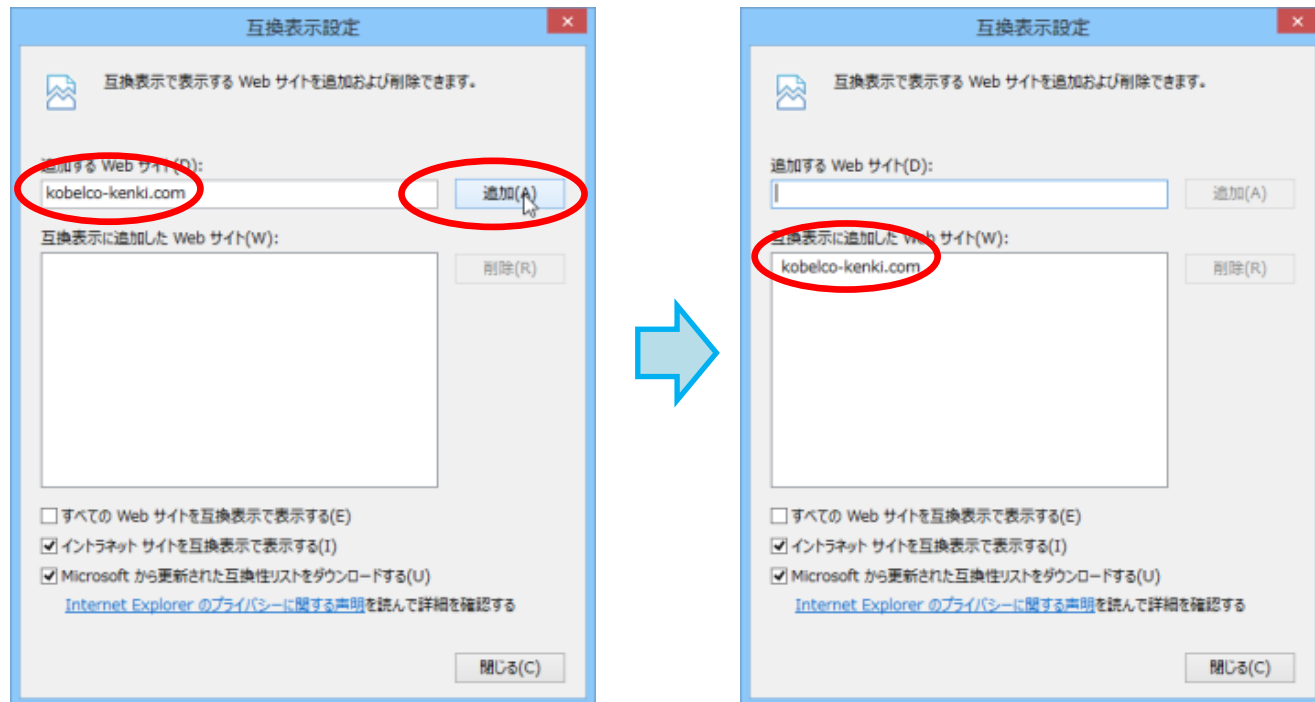 互換表示設定
互換表示で表示する Web サイトを追加および削除できます。
追加する Web サイト(D):
kobelco-kenki.com
追加(A)
互換表示に追加した Web サイト(W):
削除(R)
すべての Web サイトを互換表示で表示する(E)
イントラネット サイトを互換表示で表示する(I)
Microsoft から更新された互換性リストをダウンロードする(U)
Internet Explorer のプライバシーに関する声明を読んで詳細を確認する
閉じる(C)
互換表示設定
互換表示で表示する Web サイトを追加および削除できます。
追加する Web サイト(D):
追加(A)
互換表示に追加した Web サイト(W):
kobelco-kenki.com
削除(R)
すべての Web サイトを互換表示で表示する(E)
イントラネット サイトを互換表示で表示する(I)
Microsoft から更新された互換性リストをダウンロードする(U)
Internet Explorer のプライバシーに関する声明を読んで詳細を確認する
閉じる(C)